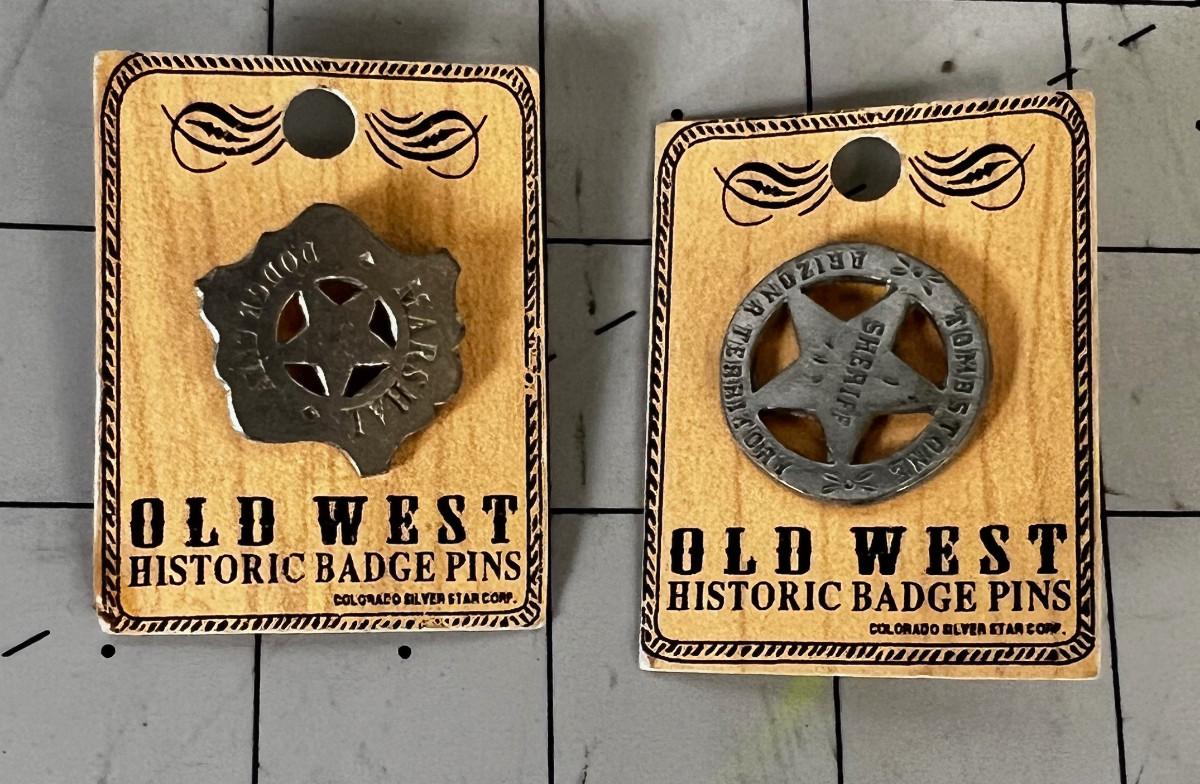 DODGE CITY
MARSHAL
OLD WEST
HISTORIC BADGE PINS
COLORADO SILVER STAR CORP.
ARIZONA TERRITORY
TOMBSTONE
SHERIFF
OLD WEST
HISTORIC BADGE PINS
COLORADO SILVER STAR CORP.